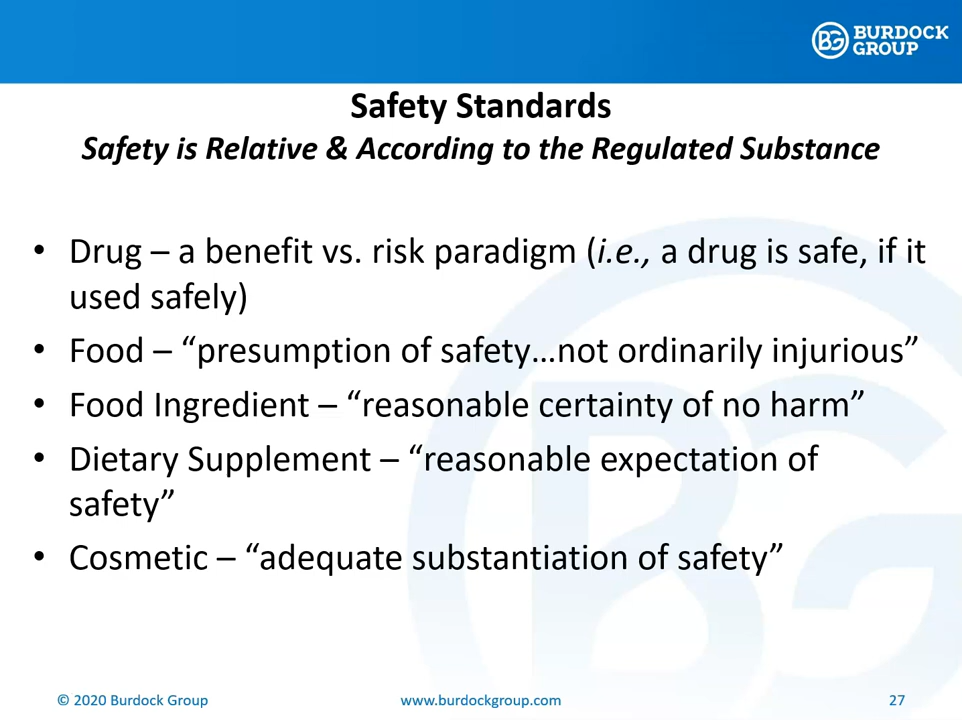 BURDOCK
GROUP
Safety Standards
Safety is Relative & According to the Regulated Substance
• Drug – a benefit vs. risk paradigm (i.e., a drug is safe, if it
used safely)
• Food – “presumption of safety…not ordinarily injurious”
• Food Ingredient – “reasonable certainty of no harm”
• Dietary Supplement – “reasonable expectation of
safety”
• Cosmetic – “adequate substantiation of safety”
© 2020 Burdock Group www.burdockgroup.com 27